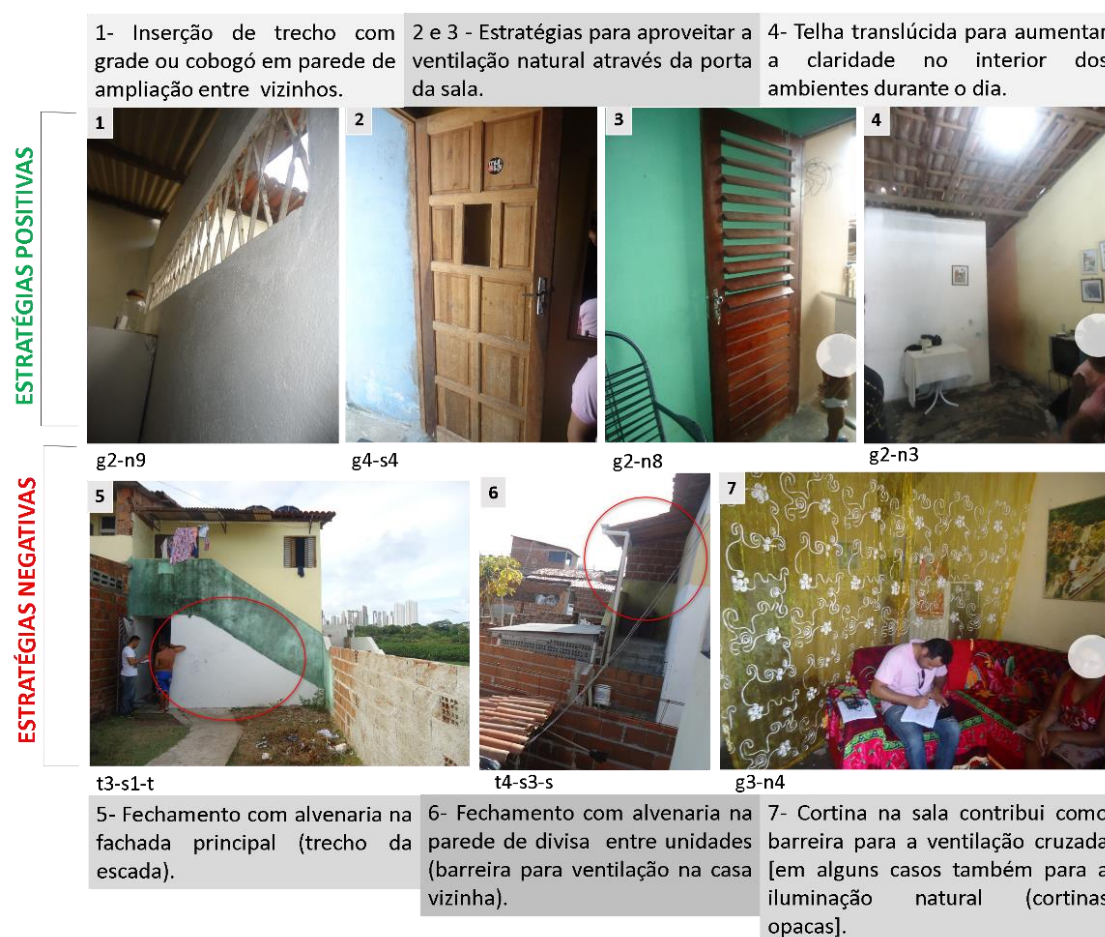 1- Inserção de trecho com
grade ou cobogó em parede de
ampliação entre vizinhos.
2 e 3 - Estratégias para aproveitar a
ventilação natural através da porta
da sala.
4- Telha translúcida para aumentar
a claridade no interior dos
ambientes durante o dia.
ESTRATÉGIAS POSITIVAS
1
2
3
4
g2-n9
g4-s4
g2-n8
g2-n3
ESTRATÉGIAS NEGATIVAS
5
6
7
t3-s1-t
t4-s3-s
g3-n4
5- Fechamento com alvenaria na
fachada principal (trecho da
escada).
6- Fechamento com alvenaria na
parede de divisa entre unidades
(barreira para ventilação na casa
vizinha).
7- Cortina na sala contribui como
barreira para a ventilação cruzada
[em alguns casos também para a
iluminação natural (cortinas
opacas].